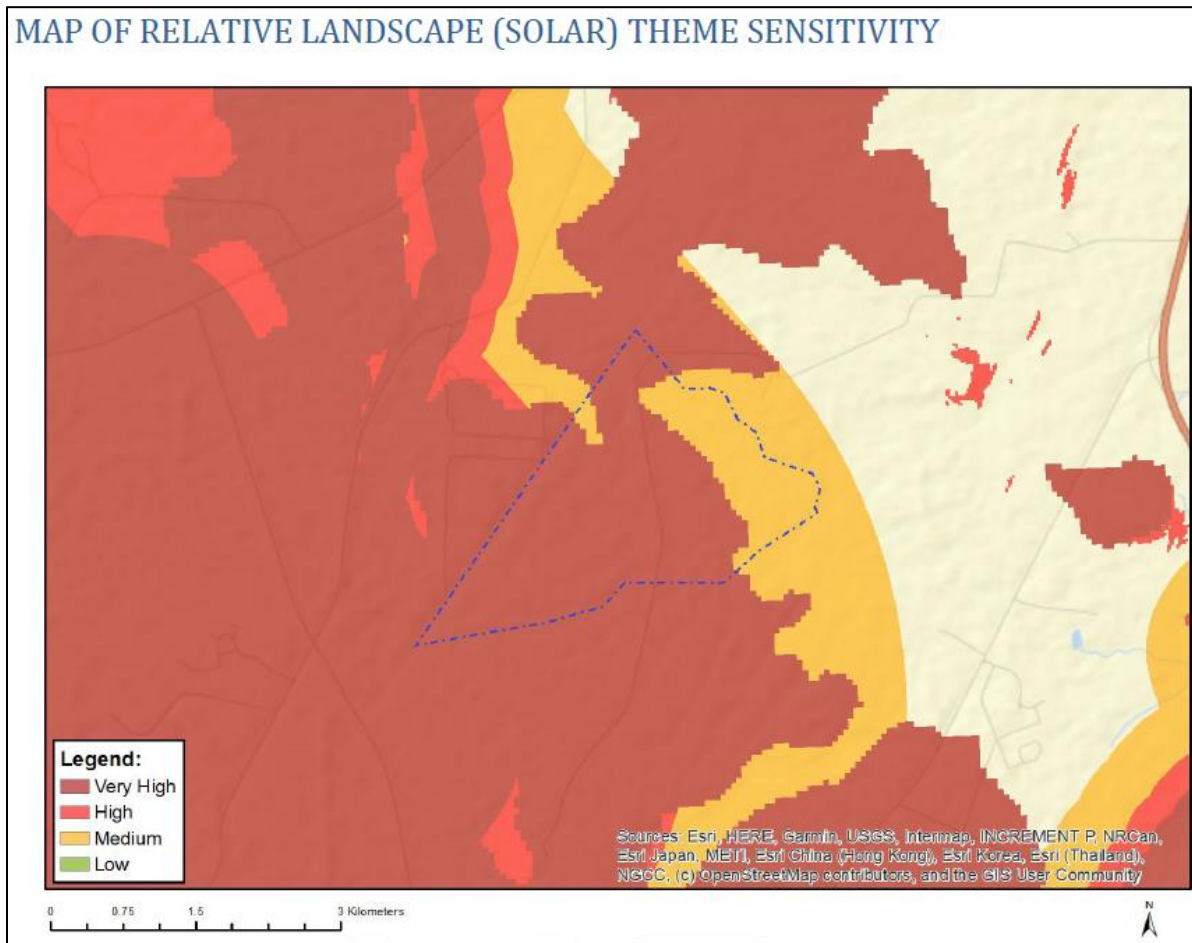 MAP OF RELATIVE LANDSCAPE (SOLAR) THEME SENSITIVITY
Legend:
Very High
High
Medium
Low
Sources: Esri, HERE, Garmin, USGS, Intermap, INCREMENT P, NRCan,
Esri Japan, METI, Esri China (Hong Kong), Esri Korea, Esri (Thailand),
NGCC, (c) OpenStreetMap contributors, and the GIS User Community
0 0.75 1.5 3 Kilometers
N